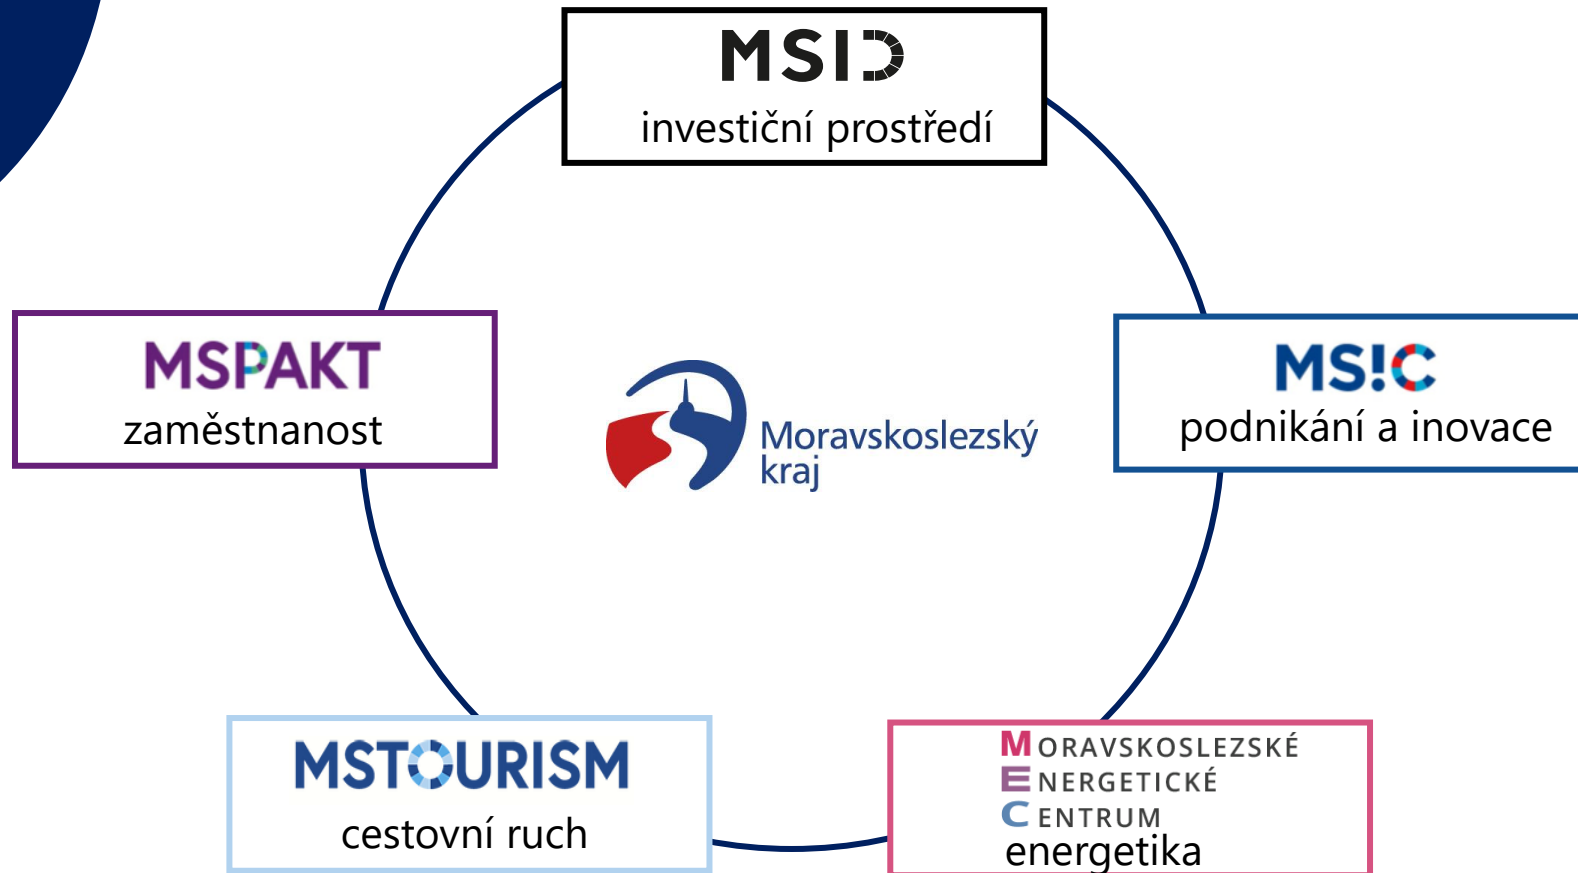 MSID
investiční prostředí
MSPAKT
zaměstnanost
Moravskoslezský
kraj
MS!C
podnikání a inovace
MSTOURISM
cestovní ruch
MORAVSKOSLEZSKÉ
ENERGETICKÉ
CENTRUM
energetika